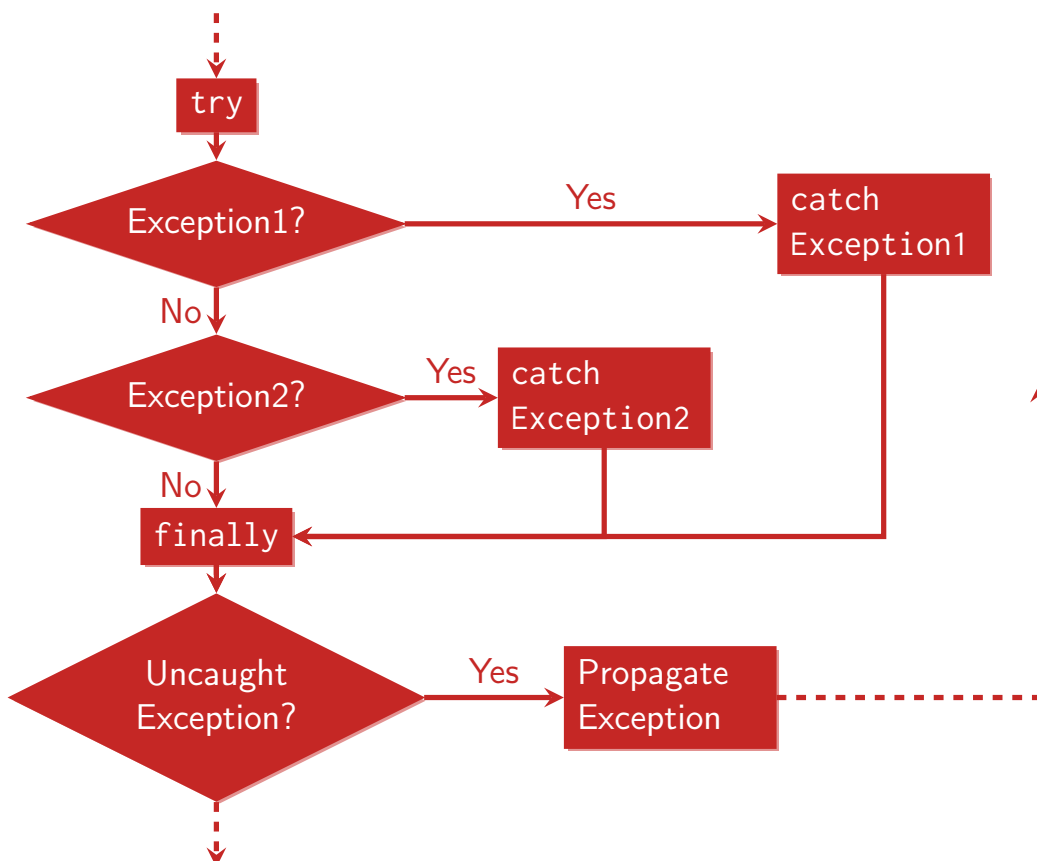 try
Exception1?
Yes
catch
Exception1
No
Exception2?
Yes
catch
Exception2
No
finally
Uncaught
Exception?
Yes
Propagate
Exception